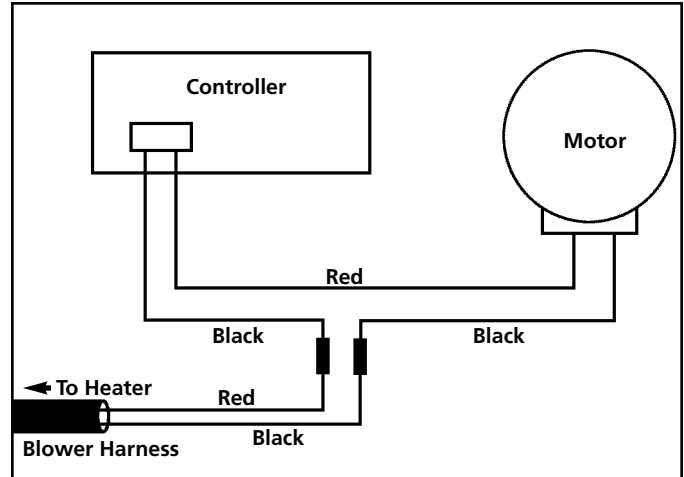 Controller
Motor
Red
Black
Black
To Heater
Red
Black
Blower Harness